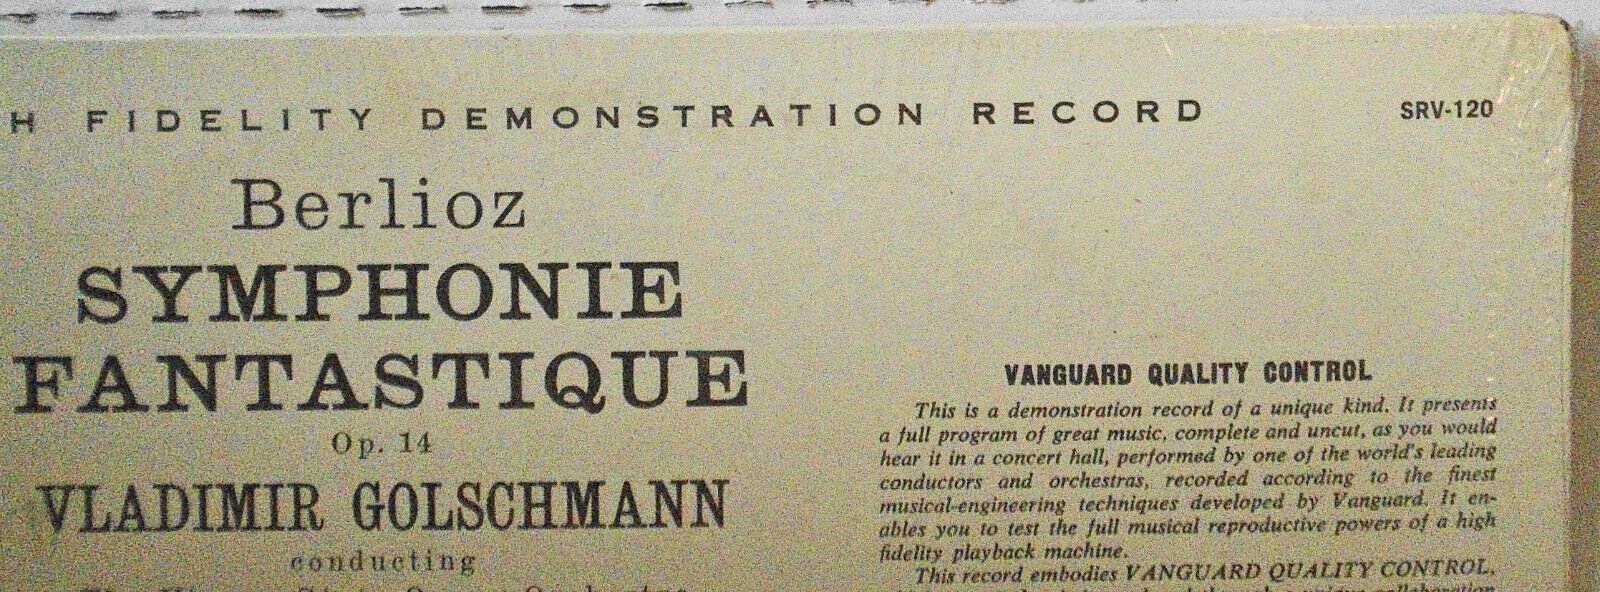 H FIDELITY DEMONSTRATION RECORD
SRV-120
Berlioz
SYMPHONIE
FANTASTIQUE
Op. 14
VLADIMIR GOLSCHMANN
conducting
VANGUARD QUALITY CONTROL
This is a demonstration record of a unique kind. It presents
a full program of great music, complete and uncut, as you would
hear it in a concert hall, performed by one of the world's leading
conductors and orchestras, recorded according to the finest
musical-engineering techniques developed by Vanguard. It en-
ables you to test the full musical reproductive powers of a high
fidelity playback machine.
This record embodies VANGUARD QUALITY CONTROL,